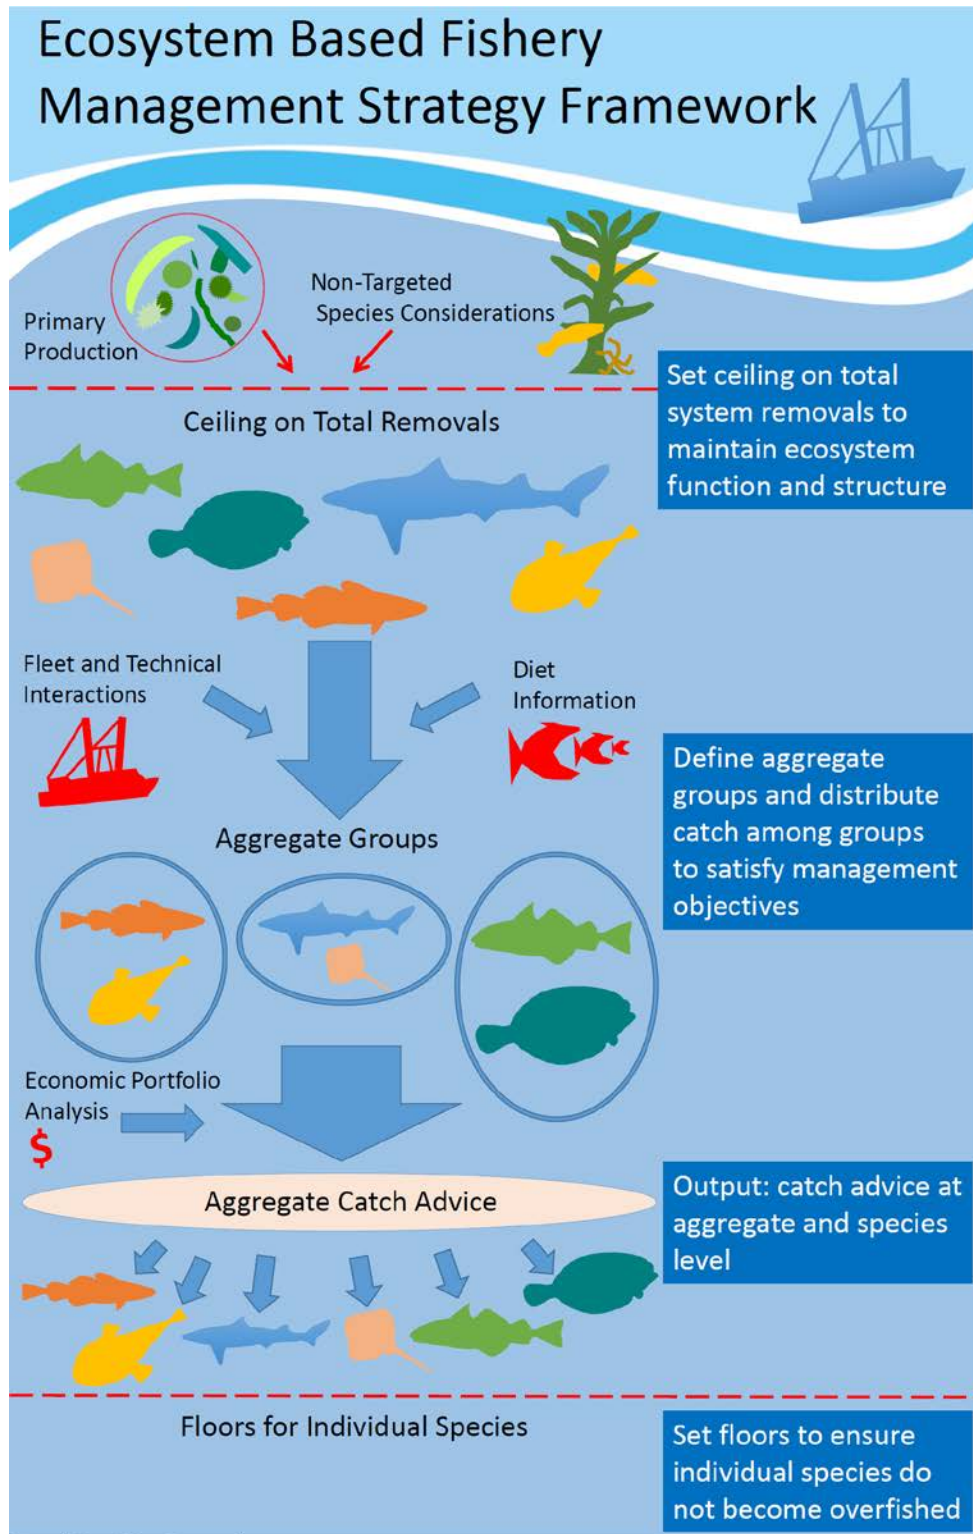 Ecosystem Based Fishery
Management Strategy Framework
Primary
Production
Non-Targeted
Species Considerations
Set ceiling on total
system removals to
maintain ecosystem
function and structure
Ceiling on Total Removals
Fleet and Technical
Interactions
Diet
Information
Define aggregate
groups and distribute
catch among groups
to satisfy management
objectives
Aggregate Groups
Economic Portfolio
Analysis
$
Aggregate Catch Advice
Output: catch advice at
aggregate and species
level
Floors for Individual Species
Set floors to ensure
individual species do
not become overfished